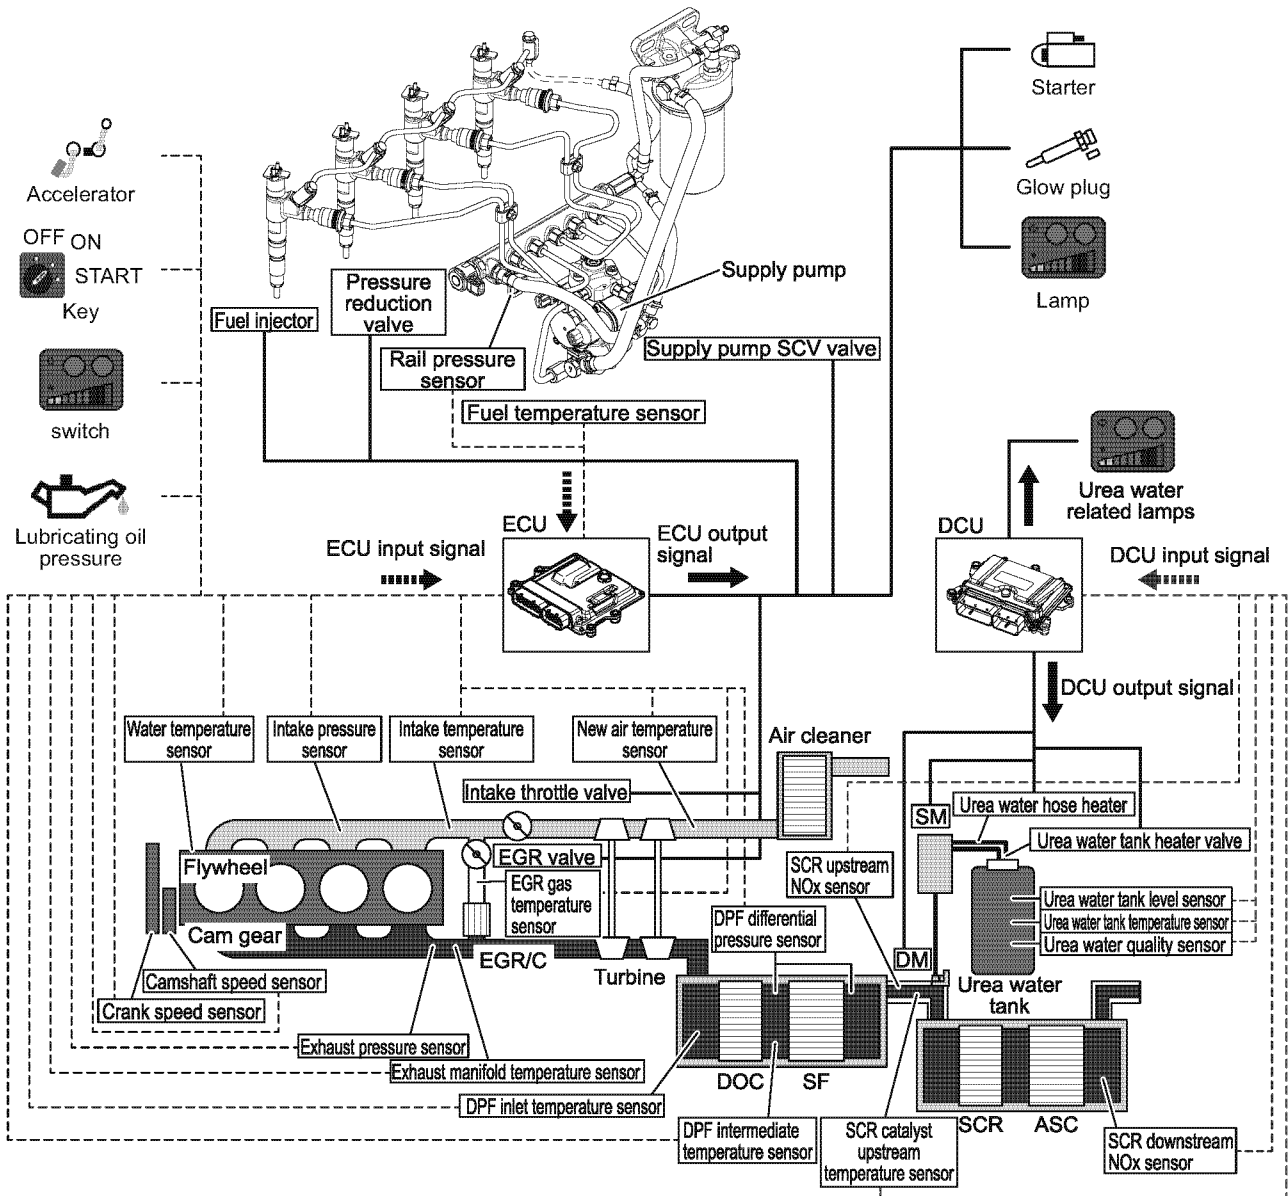 Starter
Glow plug
Lamp
Accelerator
OFF ON
START
Key
switch
Lubricating oil
pressure
Supply pump
Fuel injector
Pressure
reduction
valve
Rail pressure
sensor
Supply pump SCV valve
Fuel temperature sensor
ECU
ECU input signal
ECU output
signal
DCU
Urea water
related lamps
DCU input signal
DCU output signal
Water temperature
sensor
Intake pressure
sensor
Intake temperature
sensor
New air temperature
sensor
Air cleaner
Intake throttle valve
EGR valve
EGR gas
temperature
sensor
Flywheel
Cam gear
EGR/C
Turbine
Camshaft speed sensor
Crank speed sensor
Exhaust pressure sensor
Exhaust manifold temperature sensor
DPF inlet temperature sensor
DPF differential
pressure sensor
DOC
SF
DPF intermediate
temperature sensor
SCR upstream
NOx sensor
SM
DM
Urea water hose heater
Urea water tank heater valve
Urea water tank level sensor
Urea water tank temperature sensor
Urea water quality sensor
Urea water
tank
SCR
ASC
SCR catalyst
upstream
temperature sensor
SCR downstream
NOx sensor